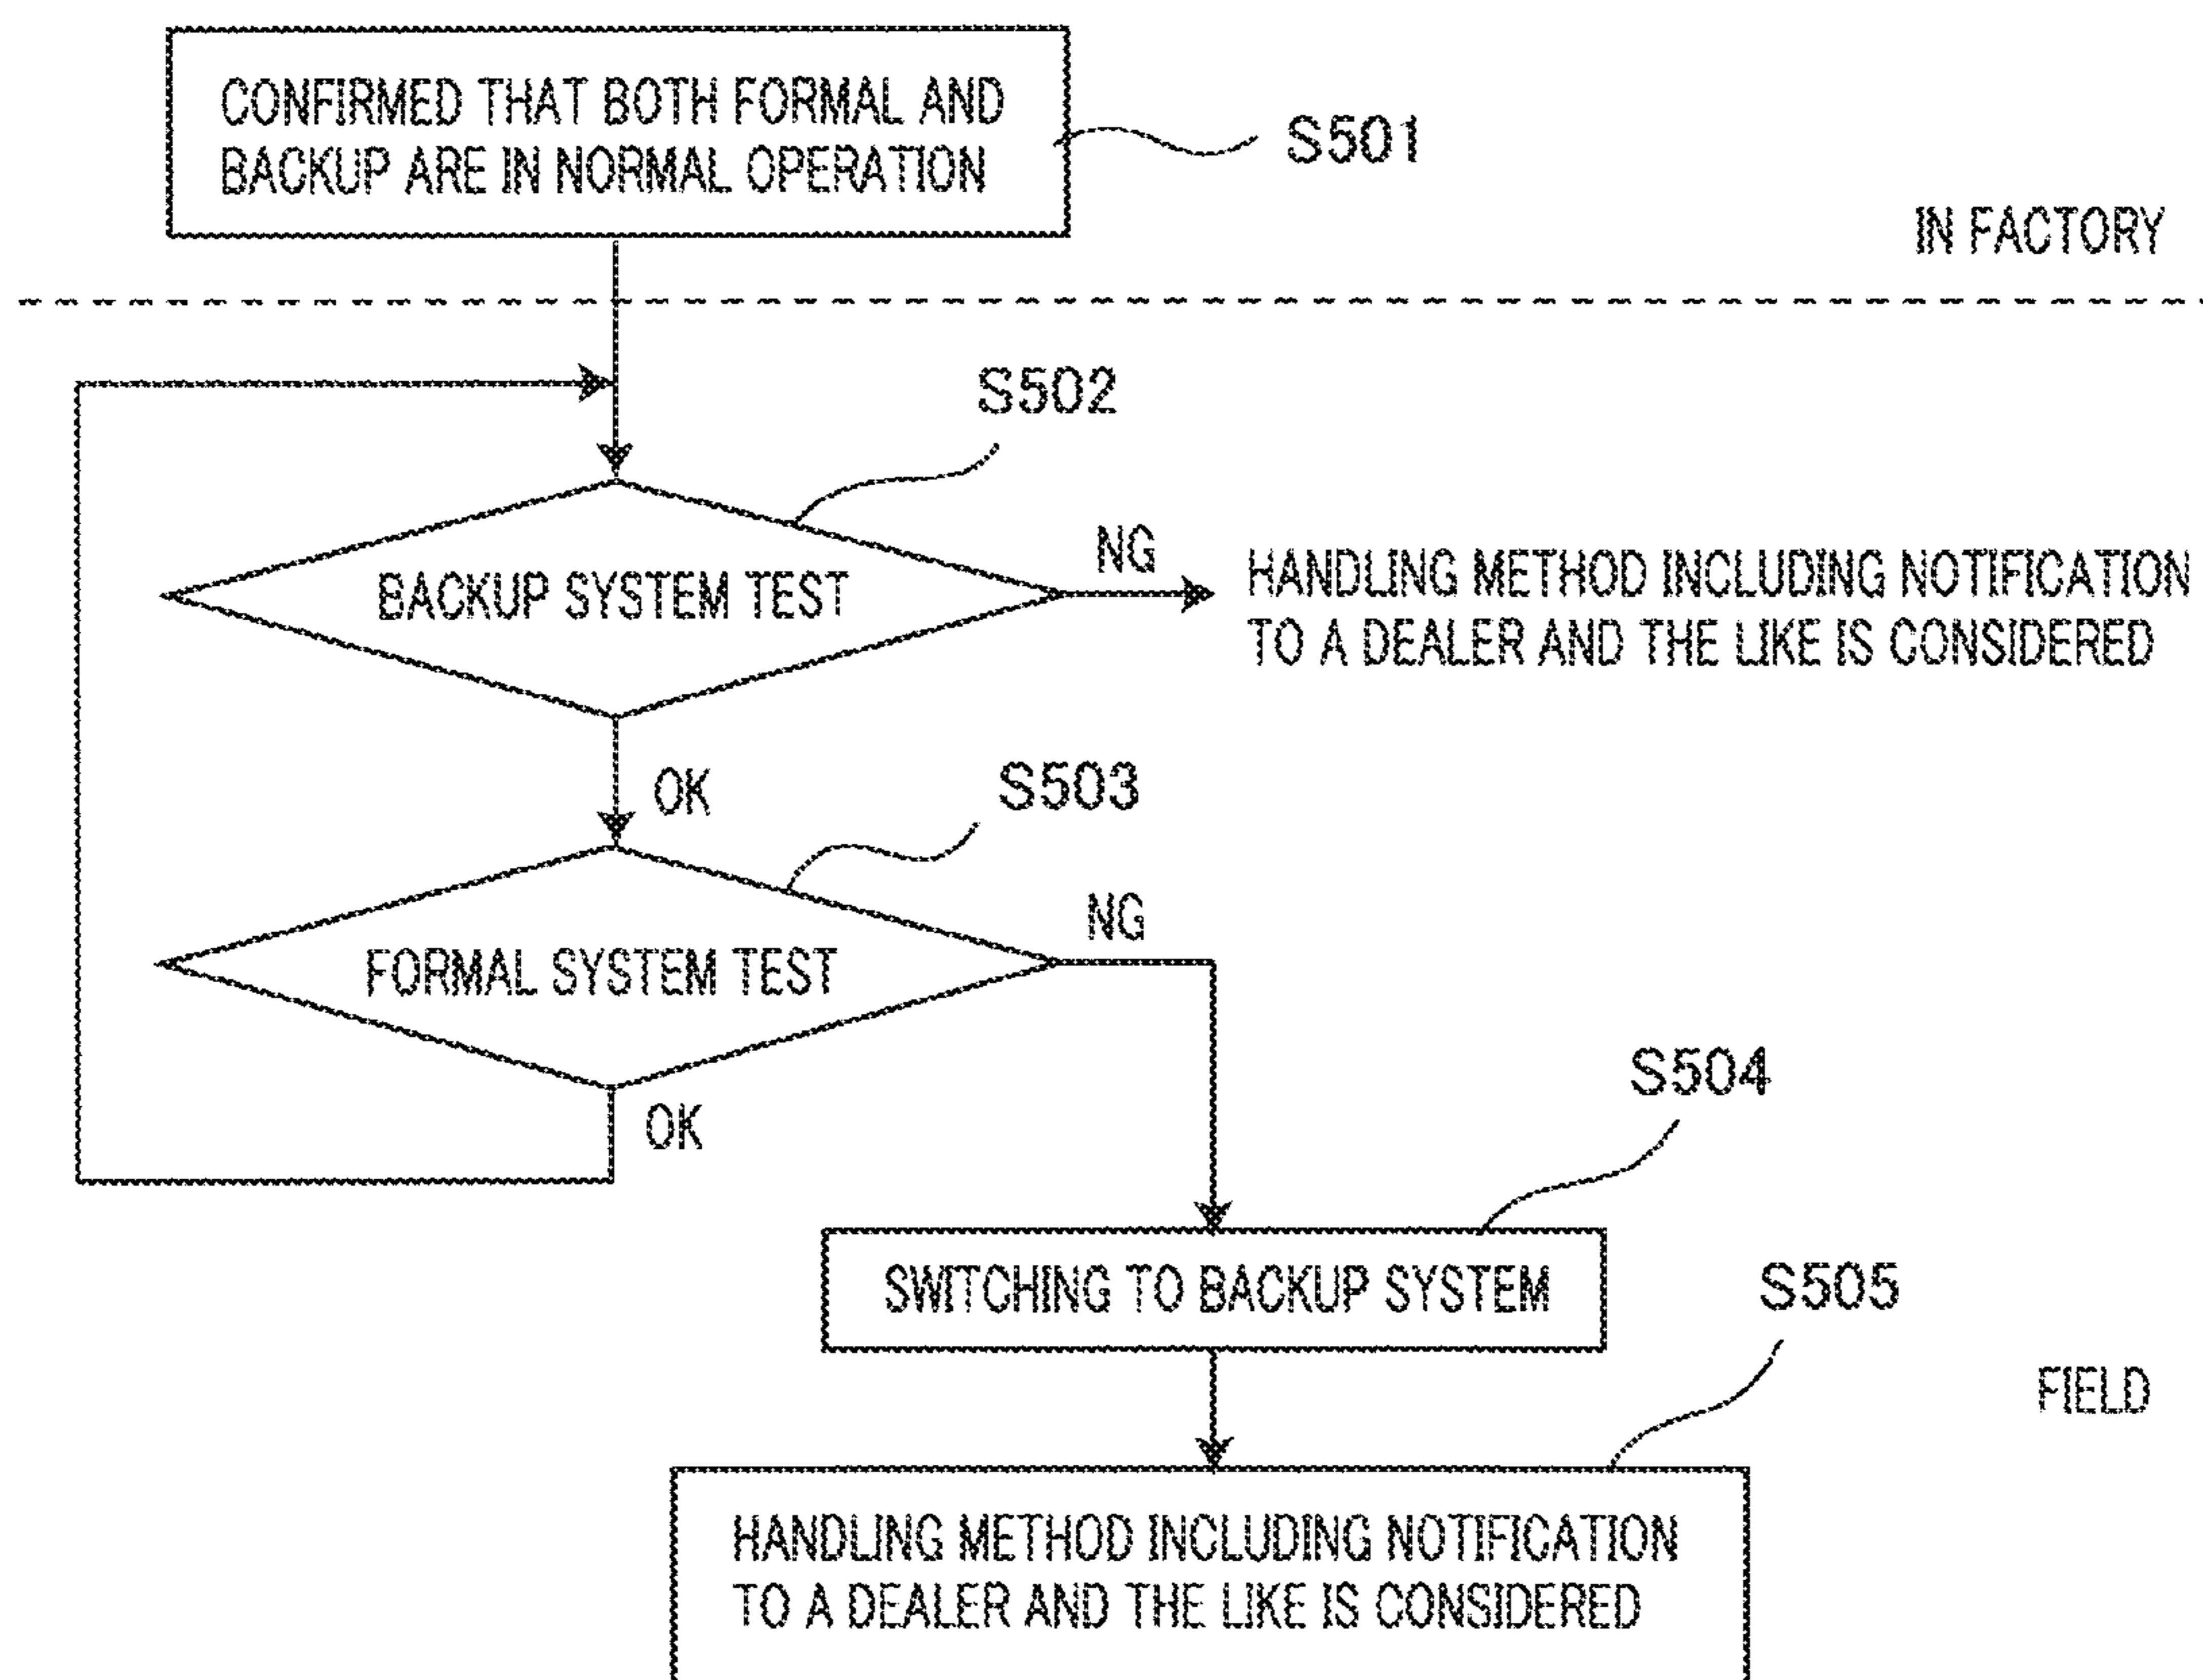 CONFIRMED THAT BOTH FORMAL AND
BACKUP ARE IN NORMAL OPERATION
S501
IN FACTORY
S502
BACKUP SYSTEM TEST
NG
HANDLING METHOD INCLUDING NOTIFICATION
TO A DEALER AND THE LIKE IS CONSIDERED
OK
S503
FORMAL SYSTEM TEST
NG
OK
S504
SWITCHING TO BACKUP SYSTEM
S505
FIELD
HANDLING METHOD INCLUDING NOTIFICATION
TO A DEALER AND THE LIKE IS CONSIDERED